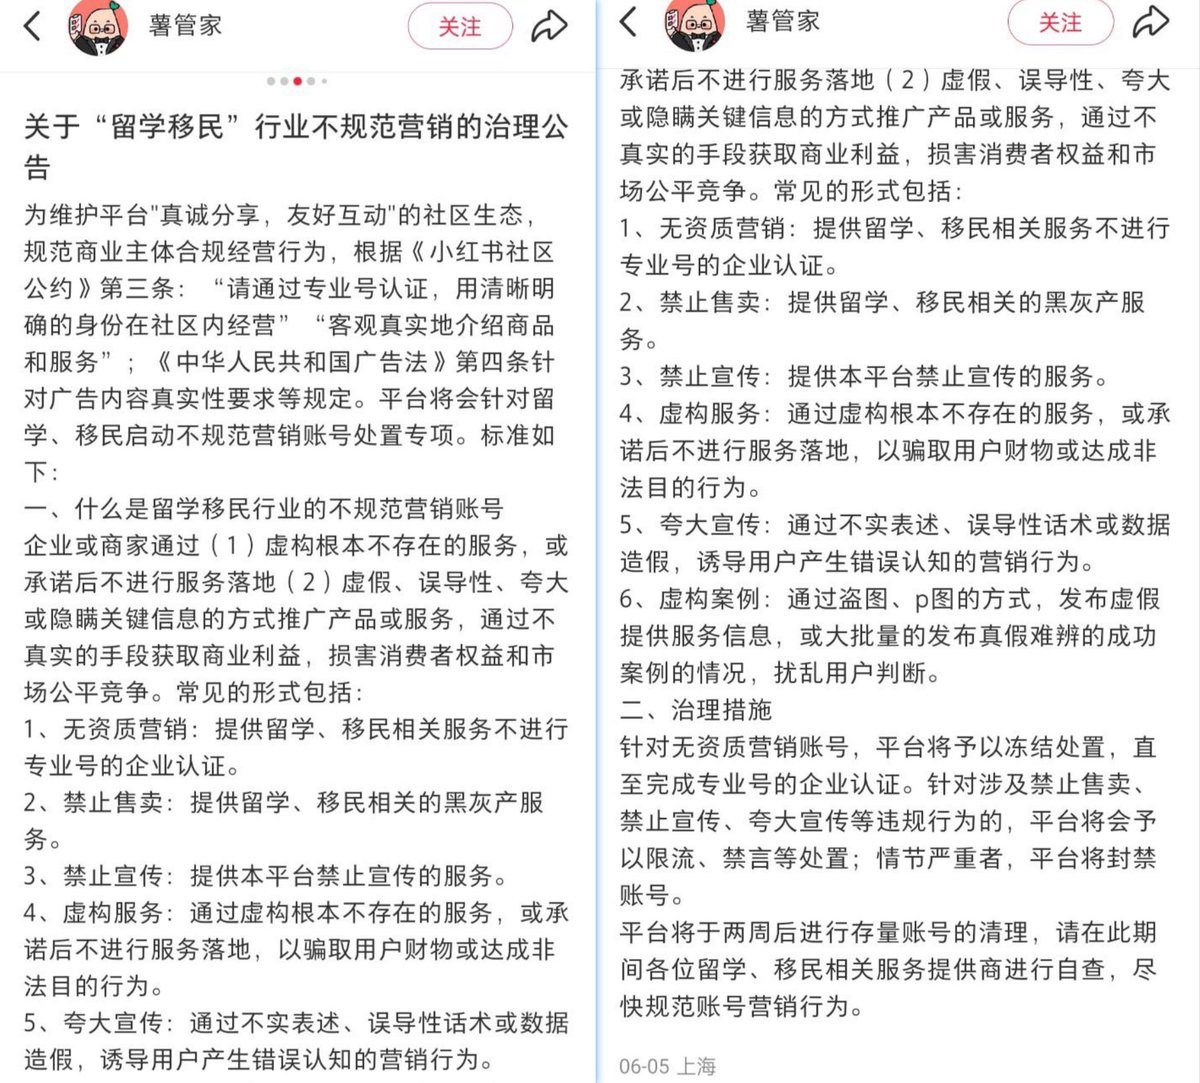 薯管家
关注
关于“留学移民”行业不规范营销的治理公
告
为维护平台"真诚分享，友好互动"的社区生态，
规范商业主体合规经营行为，根据《小红书社区
公约》第三条：“请通过专业号认证，用清晰明
确的身份在社区内经营”“客观真实地介绍商品
和服务”；《中华人民共和国广告法》第四条针
对广告内容真实性要求等规定。平台将会针对留
学、移民启动不规范营销账号处置专项。标准如
下：
一、什么是留学移民行业的不规范营销账号
企业或商家通过（1）虚构根本不存在的服务，或
承诺后不进行服务落地（2）虚假、误导性、夸大
或隐瞒关键信息的方式推广产品或服务，通过不
真实的手段获取商业利益，损害消费者权益和市
场公平竞争。常见的形式包括：
1、无资质营销：提供留学、移民相关服务不进行
专业号的企业认证。
2、禁止售卖：提供留学、移民相关的黑灰产服
务。
3、禁止宣传：提供本平台禁止宣传的服务。
4、虚构服务：通过虚构根本不存在的服务，或承
诺后不进行服务落地，以骗取用户财物或达成非
法目的行为。
5、夸大宣传：通过不实表述、误导性话术或数据
造假，诱导用户产生错误认知的营销行为。
薯管家
关注
承诺后不进行服务落地（2）虚假、误导性、夸大
或隐瞒关键信息的方式推广产品或服务，通过不
真实的手段获取商业利益，损害消费者权益和市
场公平竞争。常见的形式包括：
1、无资质营销：提供留学、移民相关服务不进行
专业号的企业认证。
2、禁止售卖：提供留学、移民相关的黑灰产服
务。
3、禁止宣传：提供本平台禁止宣传的服务。
4、虚构服务：通过虚构根本不存在的服务，或承
诺后不进行服务落地，以骗取用户财物或达成非
法目的行为。
5、夸大宣传：通过不实表述、误导性话术或数据
造假，诱导用户产生错误认知的营销行为。
6、虚构案例：通过盗图、p图的方式，发布虚假
提供服务信息，或大批量的发布真假难辨的成功
案例的情况，扰乱用户判断。
二、治理措施
针对无资质营销账号，平台将予以冻结处置，直
至完成专业号的企业认证。针对涉及禁止售卖、
禁止宣传、夸大宣传等违规行为的，平台将会予
以限流、禁言等处置；情节严重者，平台将封禁
账号。
平台将于两周后进行存量账号的清理，请在此期
间各位留学、移民相关服务提供商进行自查，尽
快规范账号营销行为。
06-05 上海